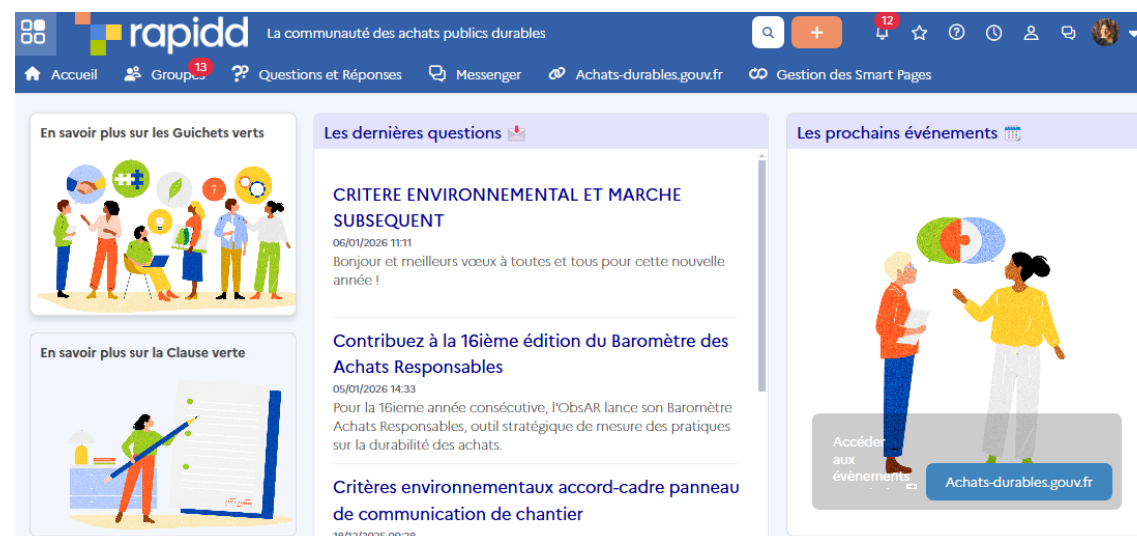 rapidd
La communauté des achats publics durables
+
12
Accueil
Groupes
13
Questions et Réponses
Messenger
Achats-durables.gouv.fr
Gestion des Smart Pages
En savoir plus sur les Guichets verts
Les dernières questions
CRITERE ENVIRONNEMENTAL ET MARCHE
SUBSEQUENT
06/01/2026 11:11
Bonjour et meilleurs vœux à toutes et tous pour cette nouvelle
année !
Contribuez à la 16ième édition du Baromètre des
Achats Responsables
05/01/2026 14:33
Pour la 16ieme année consécutive, l'ObsAR lance son Baromètre
Achats Responsables, outil stratégique de mesure des pratiques
sur la durabilité des achats.
Critères environnementaux accord-cadre panneau
de communication de chantier
18/12/2025 09:28
En savoir plus sur la Clause verte
Les prochains événements
Accéder
aux
évènements
Achats-durables.gouv.fr